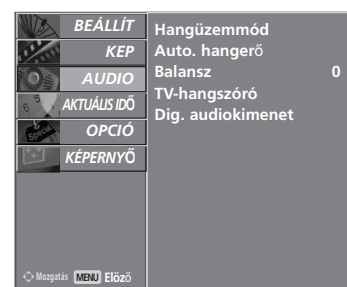 BEÁLLÍT
KEP
AUDIO
AKTUÁLIS IDŐ
OPCIÓ
KÉPERNYŐ
Hangüzemmód
Auto. hangerő
Balansz 0
TV-hangszóró
Dig. audiokimenet
Mozgatás MENU Előző